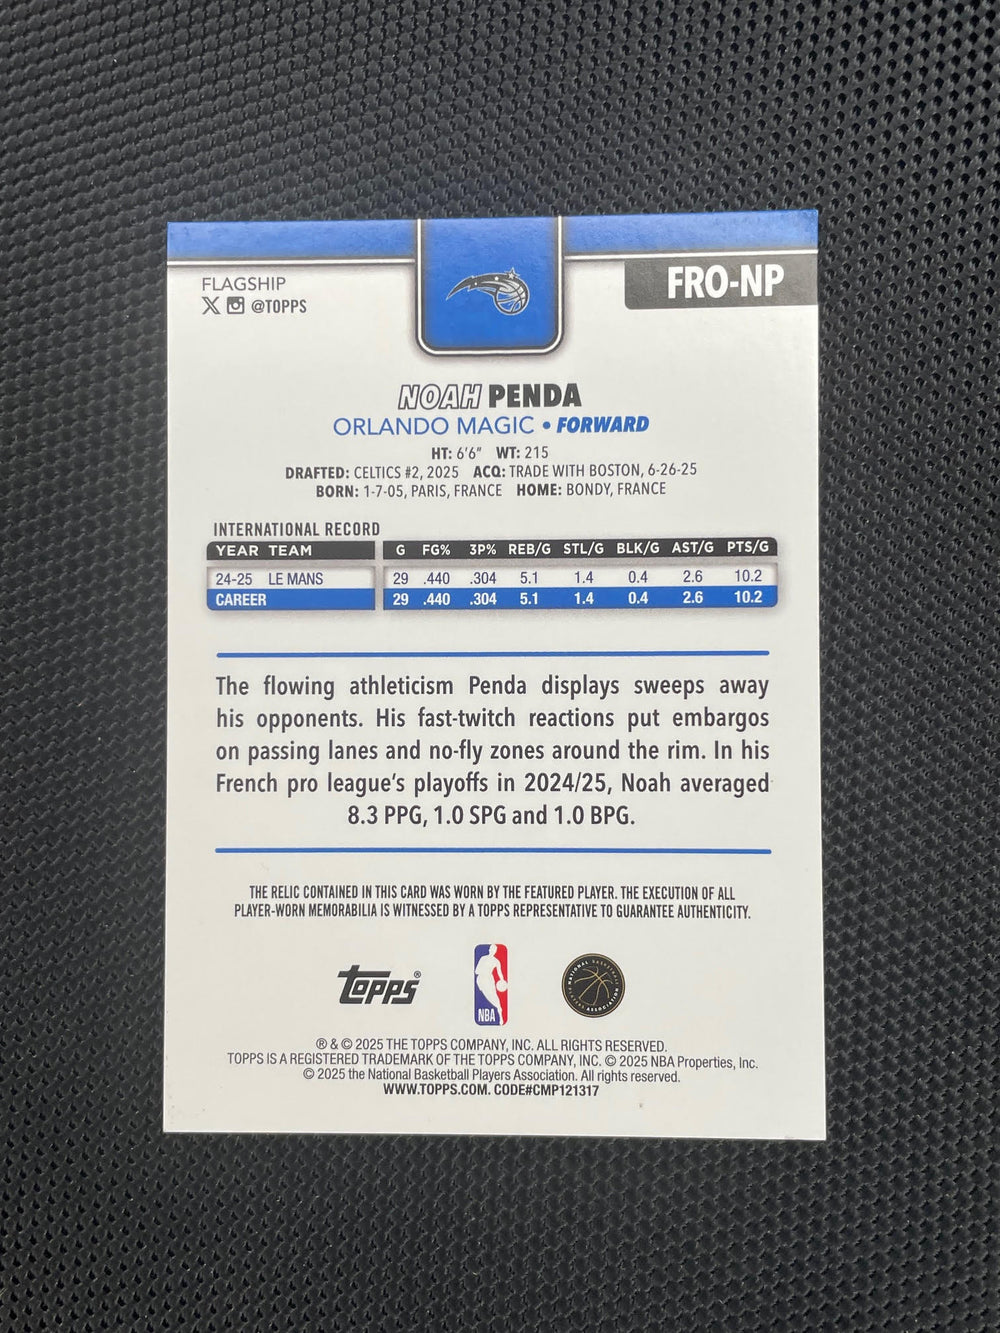 FLAGSHIP
@TOPPS
FRO-NP
NOAH PENDA
ORLANDO MAGIC • FORWARD
HT: 6'6" WT: 215
DRAFTED: CELTICS #2, 2025 ACQ: TRADE WITH BOSTON, 6-26-25
BORN: 1-7-05, PARIS, FRANCE HOME: BONDY, FRANCE
INTERNATIONAL RECORD
YEAR TEAM G FG% 3P% REB/G STL/G BLK/G AST/G PTS/G
24-25 LE MANS 29 .440 .304 5.1 1.4 0.4 2.6 10.2
CAREER 29 .440 .304 5.1 1.4 0.4 2.6 10.2
The flowing athleticism Penda displays sweeps away
his opponents. His fast-twitch reactions put embargos
on passing lanes and no-fly zones around the rim. In his
French pro league's playoffs in 2024/25, Noah averaged
8.3 PPG, 1.0 SPG and 1.0 BPG.
THE RELIC CONTAINED IN THIS CARD WAS WORN BY THE FEATURED PLAYER. THE EXECUTION OF ALL
PLAYER-WORN MEMORABILIA IS WITNESSED BY A TOPPS REPRESENTATIVE TO GUARANTEE AUTHENTICITY.
topps®
NBA
NATIONAL BASKETBALL PLAYERS ASSOCIATION
® & © 2025 THE TOPPS COMPANY, INC. ALL RIGHTS RESERVED.
TOPPS IS A REGISTERED TRADEMARK OF THE TOPPS COMPANY, INC. © 2025 NBA Properties, Inc.
© 2025 the National Basketball Players Association. All rights reserved.
WWW.TOPPS.COM. CODE#CMP121317